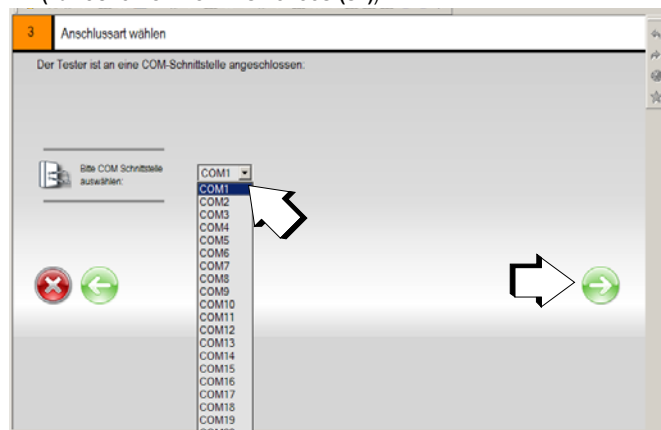 3 Anschlussart wählen
Der Tester ist an eine COM-Schnittstelle angeschlossen:
Bitte COM Schnittstelle
auswählen:
COM1
COM1
COM2
COM3
COM4
COM5
COM6
COM7
COM8
COM9
COM10
COM11
COM12
COM13
COM14
COM15
COM16
COM17
COM18
COM19